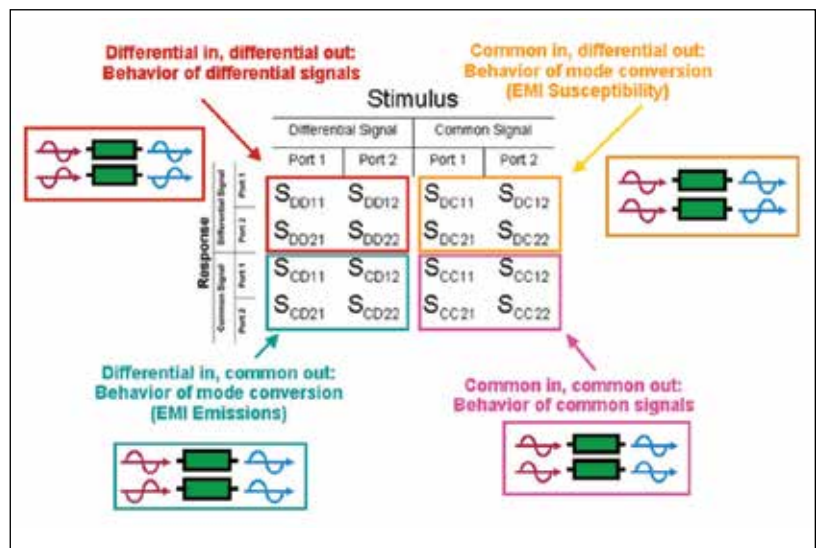 Differential in, differential out:
Behavior of differential signals
Common in, differential out:
Behavior of mode conversion
(EMI Susceptibility)
Stimulus
Differential Signal
Common Signal
Port 1
Port 2
Port 1
Port 2
Response
Differential Signal
Port 1
Port 2
Common Signal
Port 1
Port 2
SDD11 SDD12 SDC11 SDC12
SDD21 SDD22 SDC21 SDC22
SCD11 SCD12 SCC11 SCC12
SCD21 SCD22 SCC21 SCC22
Differential in, common out:
Behavior of mode conversion
(EMI Emissions)
Common in, common out:
Behavior of common signals